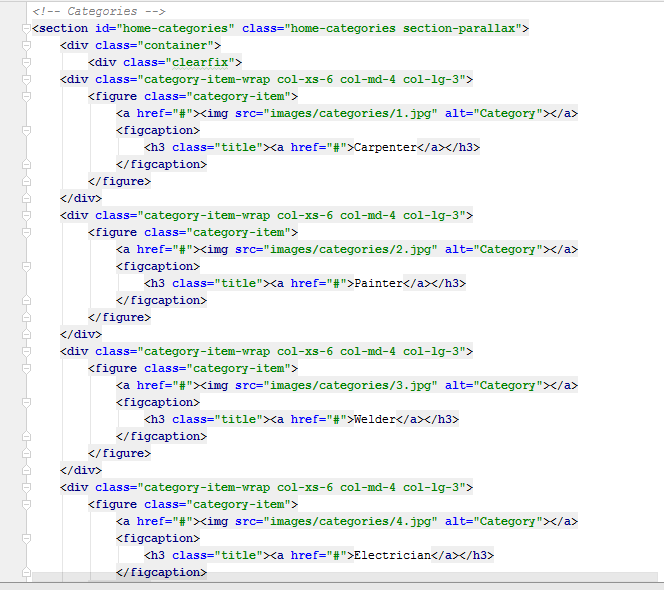 <!-- Categories -->
<section id="home-categories" class="home-categories section-parallax">
<div class="container">
<div class="clearfix">
<div class="category-item-wrap col-xs-6 col-md-4 col-lg-3">
<figure class="category-item">
<a href="#"><img src="images/categories/1.jpg" alt="Category"></a>
<figcaption>
<h3 class="title"><a href="#">Carpenter</a></h3>
</figcaption>
</figure>
</div>
<div class="category-item-wrap col-xs-6 col-md-4 col-lg-3">
<figure class="category-item">
<a href="#"><img src="images/categories/2.jpg" alt="Category"></a>
<figcaption>
<h3 class="title"><a href="#">Painter</a></h3>
</figcaption>
</figure>
</div>
<div class="category-item-wrap col-xs-6 col-md-4 col-lg-3">
<figure class="category-item">
<a href="#"><img src="images/categories/3.jpg" alt="Category"></a>
<figcaption>
<h3 class="title"><a href="#">Welder</a></h3>
</figcaption>
</figure>
</div>
<div class="category-item-wrap col-xs-6 col-md-4 col-lg-3">
<figure class="category-item">
<a href="#"><img src="images/categories/4.jpg" alt="Category"></a>
<figcaption>
<h3 class="title"><a href="#">Electrician</a></h3>
</figcaption>